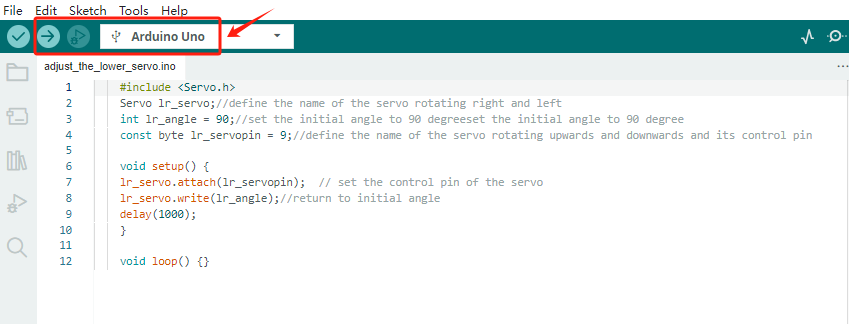 File Edit Sketch Tools Help
Arduino Uno
adjust_the_lower_servo.ino
1 #include <Servo.h>
2 Servo lr_servo;//define the name of the servo rotating right and left
3 int lr_angle = 90;//set the initial angle to 90 degreeset the initial angle to 90 degree
4 const byte lr_servopin = 9;//define the name of the servo rotating upwards and downwards and its control pin
5
6 void setup() {
7 lr_servo.attach(lr_servopin);  // set the control pin of the servo
8 lr_servo.write(lr_angle);//return to initial angle
9 delay(1000);
10 }
11
12 void loop() {}